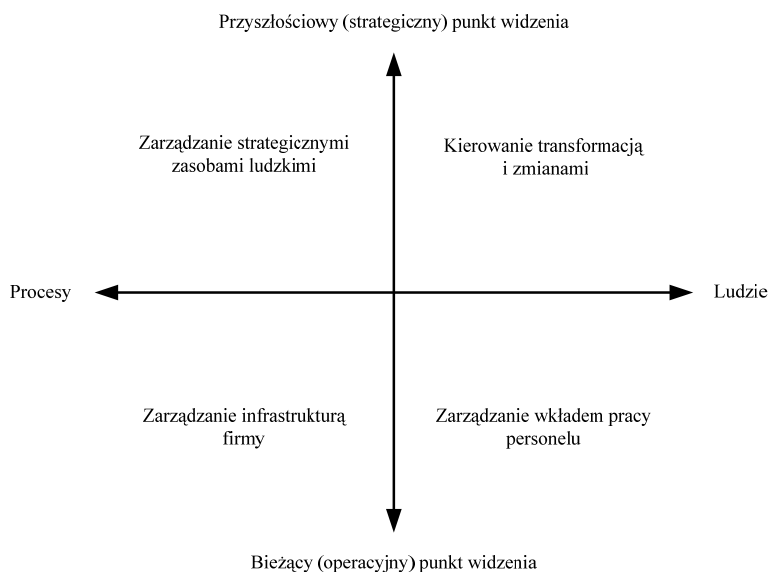 Przyszłościowy (strategiczny) punkt widzenia
Zarządzanie strategicznymi
zasobami ludzkimi
Kierowanie transformacją
i zmianami
Procesy
Ludzie
Zarządzanie infrastrukturą
firmy
Zarządzanie wkładem pracy
personelu
Bieżący (operacyjny) punkt widzenia